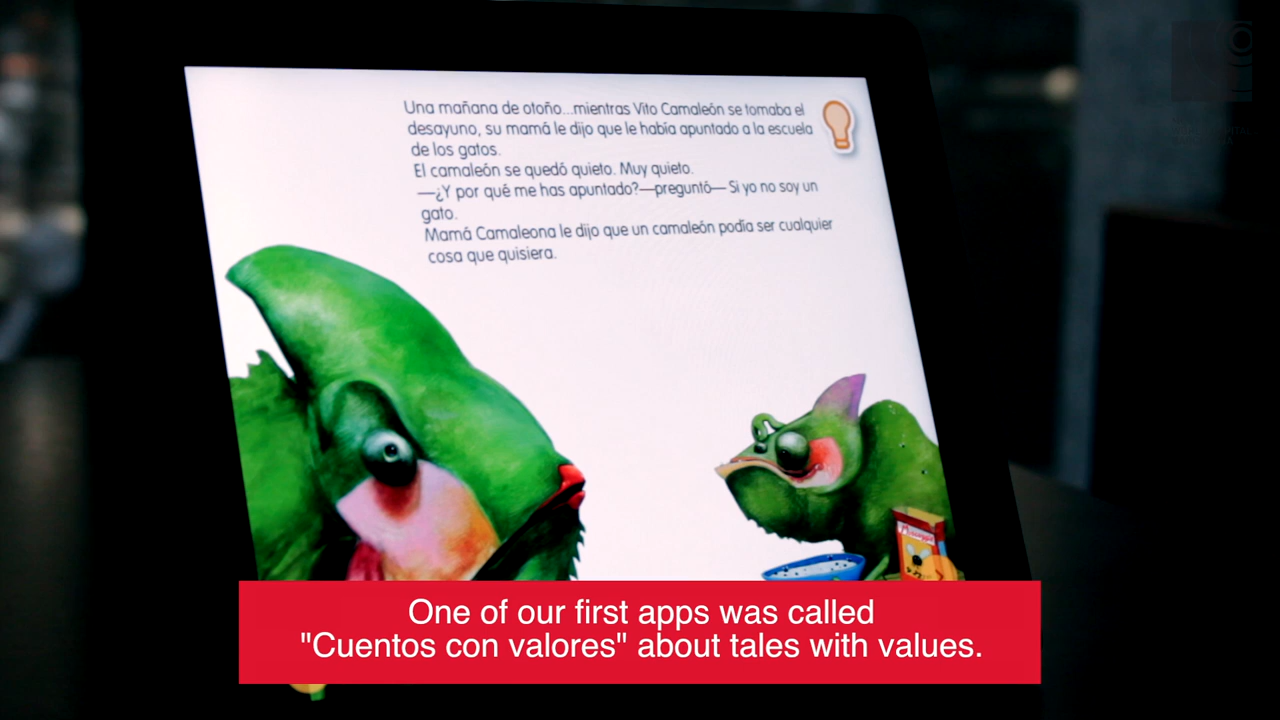 Una mañana de otoño...mientras Vito Camaleón se tomaba el
desayuno, su mamá le dijo que le había apuntado a la escuela
de los gatos.
El camaleón se quedó quieto. Muy quieto.
—¿Y por qué me has apuntado?—preguntó— Si yo no soy un
gato.
Mamá Camaleona le dijo que un camaleón podía ser cualquier
cosa que quisiera.
One of our first apps was called
"Cuentos con valores" about tales with values.